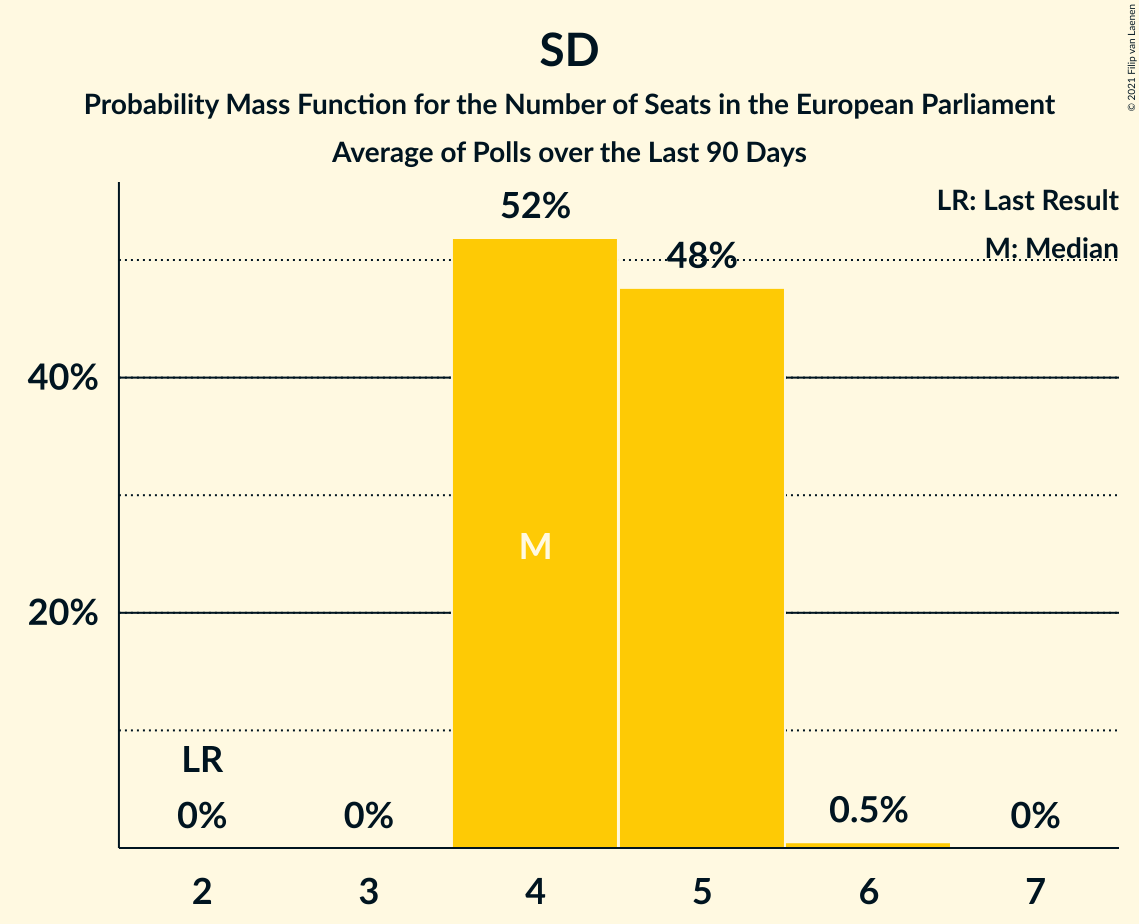 SD
Probability Mass Function for the Number of Seats in the European Parliament
Average of Polls over the Last 90 Days
© 2021 Filip van Laenen
LR: Last Result
M: Median
52%
48%
40%
M
20%
LR
0%
0%
0.5%
0%
2
3
4
5
6
7